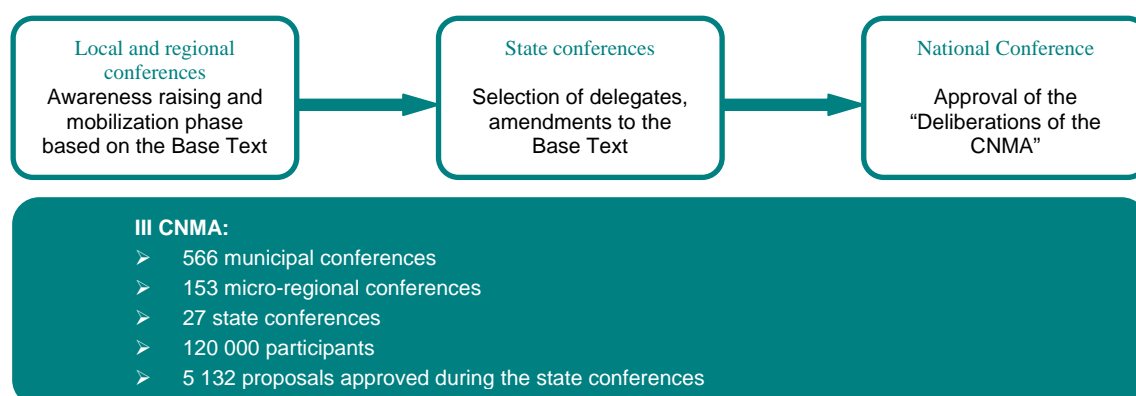 Local and regional
conferences
Awareness raising and
mobilization phase
based on the Base Text
State conferences
Selection of delegates,
amendments to the
Base Text
National Conference
Approval of the
“Deliberations of the
CNMA”
III CNMA:
➢ 566 municipal conferences
➢ 153 micro-regional conferences
➢ 27 state conferences
➢ 120 000 participants
➢ 5 132 proposals approved during the state conferences